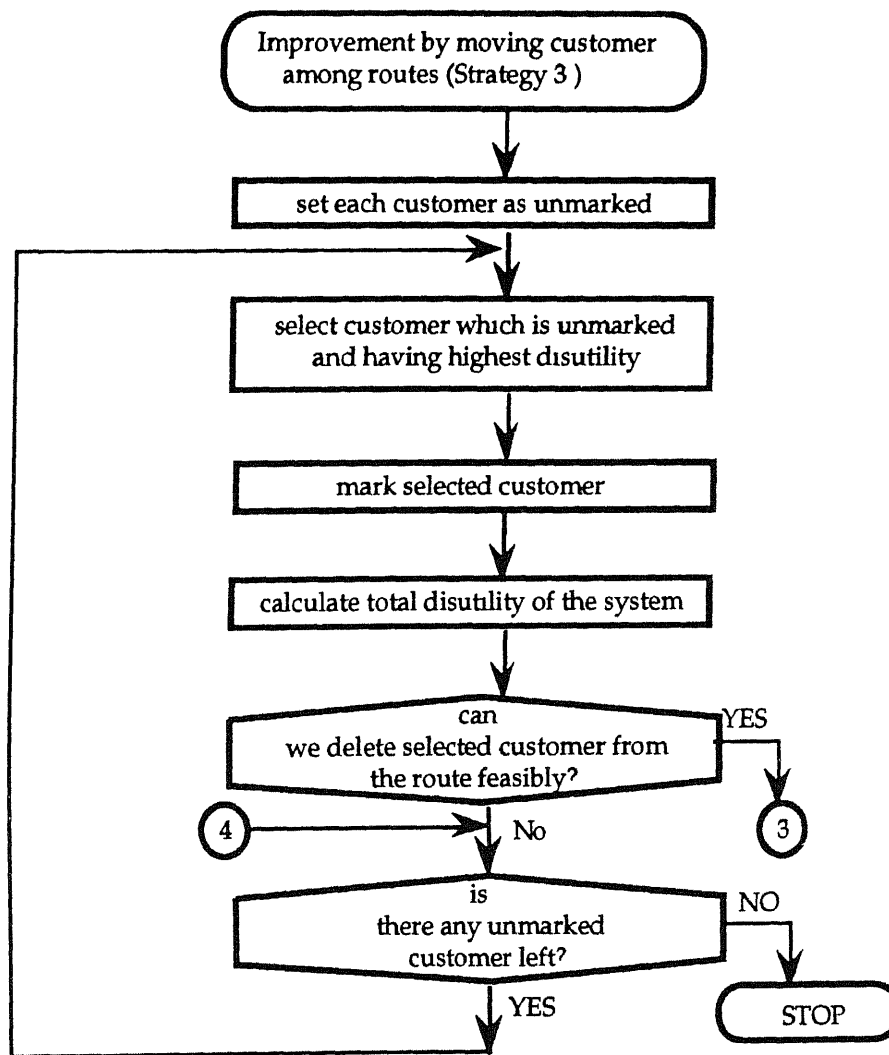 Improvement by moving customer
among routes (Strategy 3 )
set each customer as unmarked
select customer which is unmarked
and having highest disutility
mark selected customer
calculate total disutility of the system
can
we delete selected customer from
the route feasibly?
YES
3
4
No
is
there any unmarked
customer left?
NO
YES
STOP